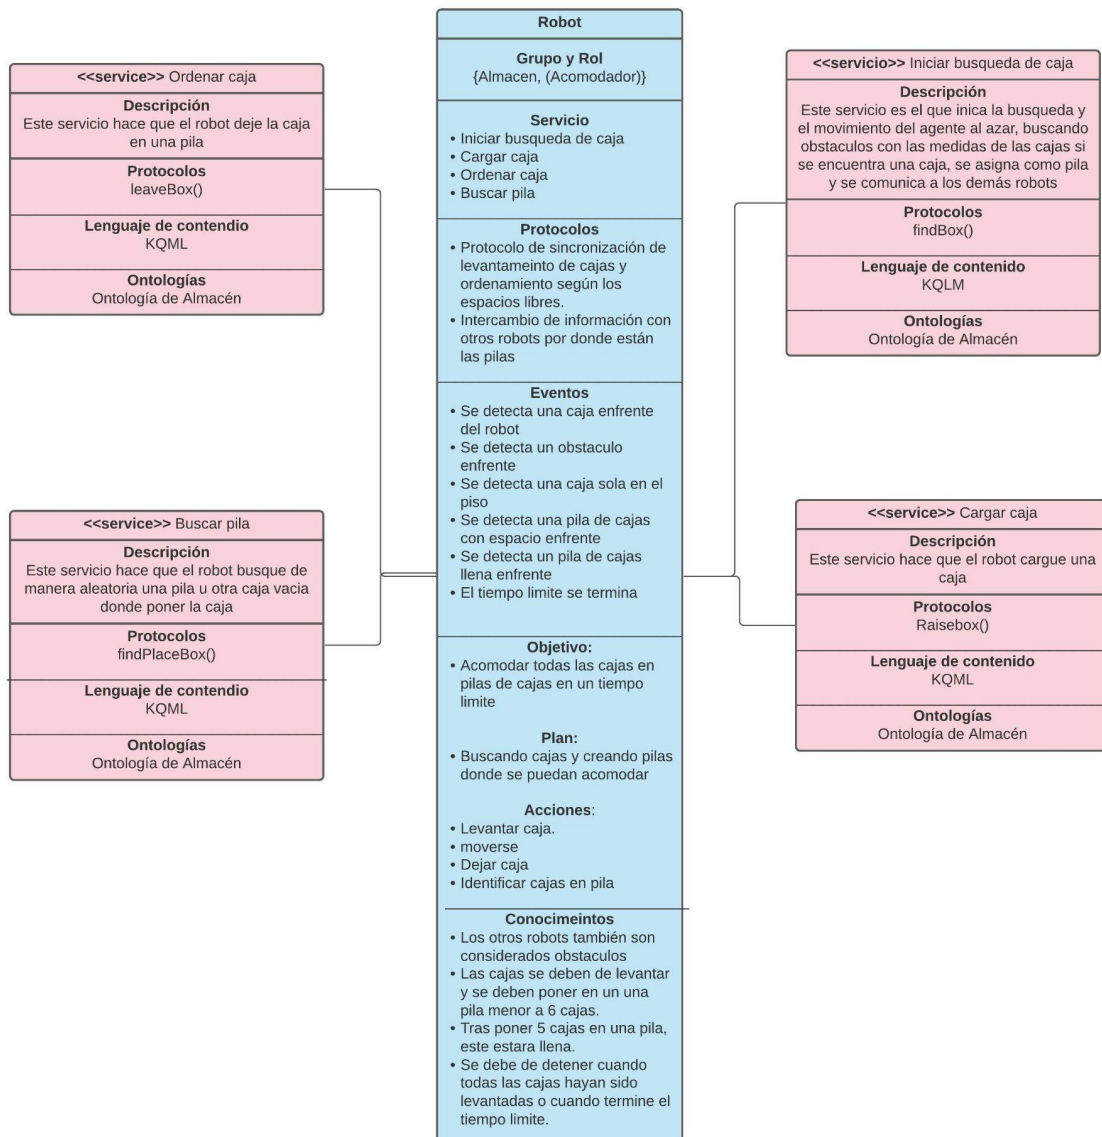 <<service>> Ordenar caja
Descripción
Este servicio hace que el robot deje la caja
en una pila
Protocolos
leaveBox()
Lenguaje de contendio
KQML
Ontologías
Ontología de Almacén
<<service>> Buscar pila
Descripción
Este servicio hace que el robot busque de
manera aleatoria una pila u otra caja vacia
donde poner la caja
Protocolos
findPlaceBox()
Lenguaje de contendio
KQML
Ontologías
Ontología de Almacén
Robot
Grupo y Rol
{Almacen, (Acomodador)}
Servicio
• Iniciar busqueda de caja
• Cargar caja
• Ordenar caja
• Buscar pila
Protocolos
• Protocolo de sincronización de
levantameinto de cajas y
ordenamiento según los
espacios libres.
• Intercambio de información con
otros robots por donde están
las pilas
Eventos
• Se detecta una caja enfrente
del robot
• Se detecta un obstaculo
enfrente
• Se detecta una caja sola en el
piso
• Se detecta una pila de cajas
con espacio enfrente
• Se detecta un pila de cajas
llena enfrente
• El tiempo limite se termina
Objetivo:
• Acomodar todas las cajas en
pilas de cajas en un tiempo
limite
Plan:
• Buscando cajas y creando pilas
donde se puedan acomodar
Acciones:
• Levantar caja.
• moverse
• Dejar caja
• Identificar cajas en pila
Conocimeintos
• Los otros robots también son
considerados obstaculos
• Las cajas se deben de levantar
y se deben poner en un una
pila menor a 6 cajas.
• Tras poner 5 cajas en una pila,
este estara llena.
• Se debe de detener cuando
todas las cajas hayan sido
levantadas o cuando termine el
tiempo limite.
<<servicio>> Iniciar busqueda de caja
Descripción
Este servicio es el que inica la busqueda y
el movimiento del agente al azar, buscando
obstaculos con las medidas de las cajas si
se encuentra una caja, se asigna como pila
y se comunica a los demás robots
Protocolos
findBox()
Lenguaje de contenido
KQLM
Ontologías
Ontología de Almacén
<<service>> Cargar caja
Descripción
Este servicio hace que el robot cargue una
caja
Protocolos
Raisebox()
Lenguaje de contenido
KQML
Ontologías
Ontología de Almacén